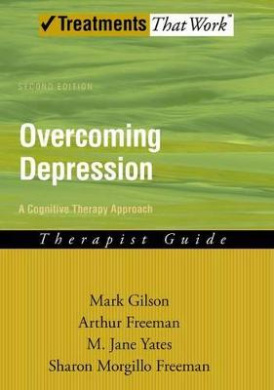 ✓ Treatments That Work™
SECOND EDITION
Overcoming
Depression
A Cognitive Therapy Approach
Therapist Guide
Mark Gilson
Arthur Freeman
M. Jane Yates
Sharon Morgillo Freeman